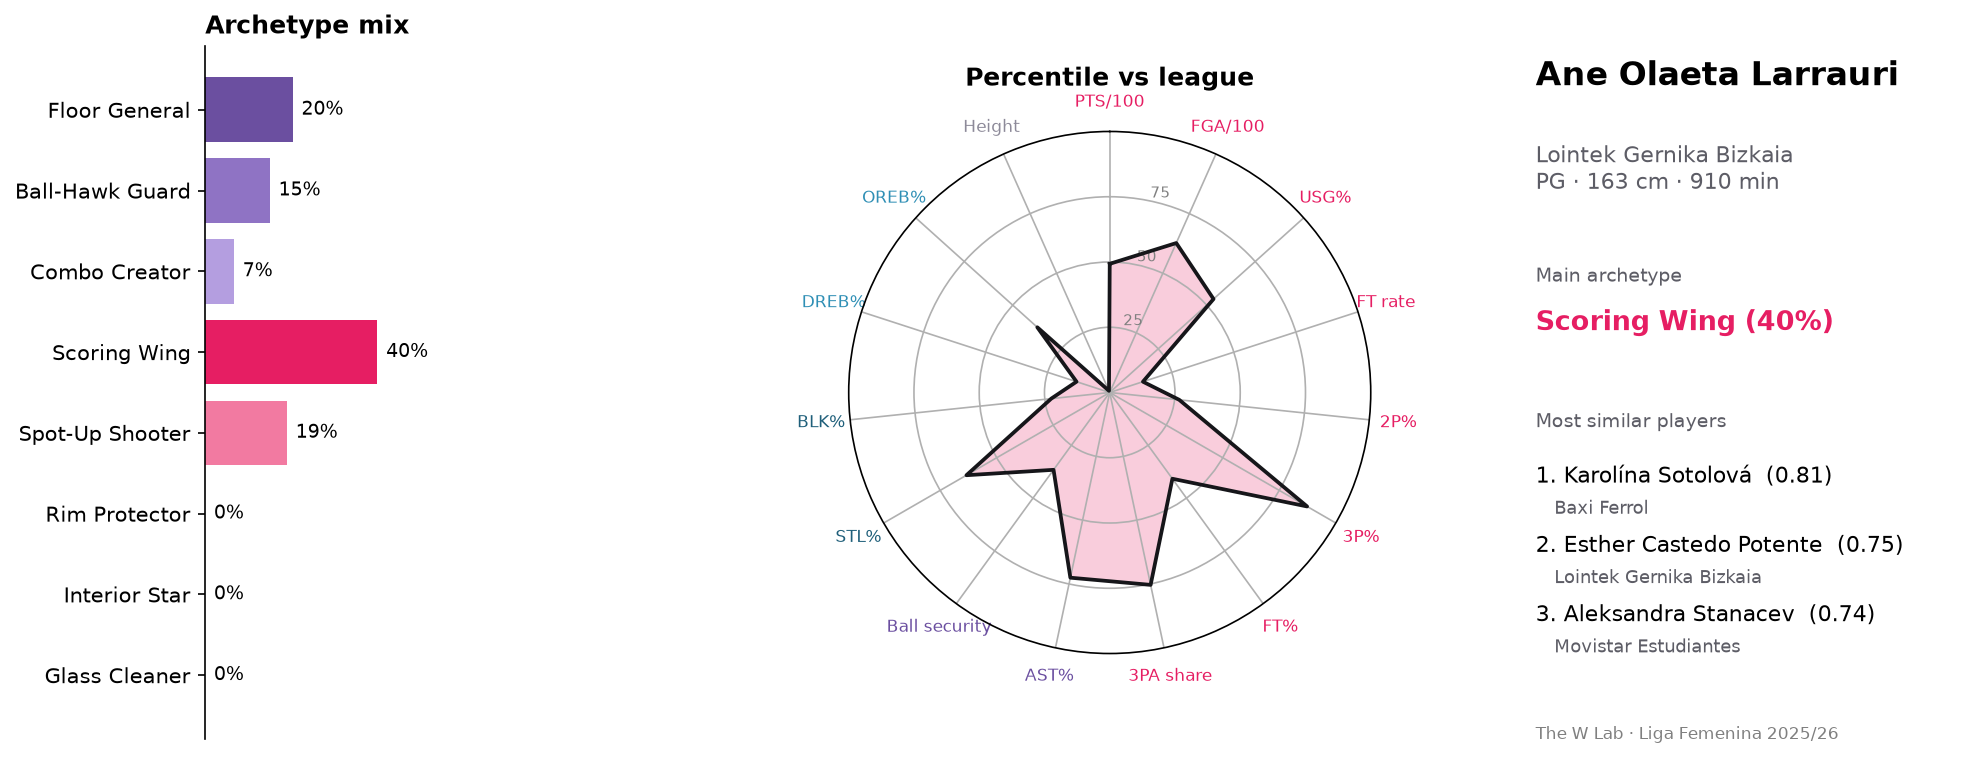 Archetype mix
Floor General
20%
Ball-Hawk Guard
15%
Combo Creator
7%
Scoring Wing
40%
Spot-Up Shooter
19%
Rim Protector
0%
Interior Star
0%
Glass Cleaner
0%
Percentile vs league
PTS/100
FGA/100
USG%
FT rate
2P%
3P%
FT%
3PA share
AST%
Ball security
STL%
BLK%
DREB%
OREB%
Height
75
50
25
Ane Olaeta Larrauri
Lointek Gernika Bizkaia
PG · 163 cm · 910 min
Main archetype
Scoring Wing (40%)
Most similar players
1. Karolína Sotolová (0.81)
Baxi Ferrol
2. Esther Castedo Potente (0.75)
Lointek Gernika Bizkaia
3. Aleksandra Stanacev (0.74)
Movistar Estudiantes
The W Lab · Liga Femenina 2025/26